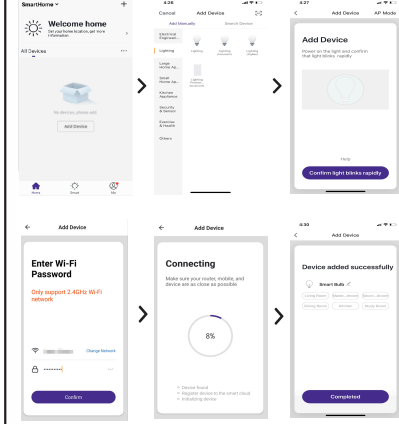 SmartHome
Welcome home
Set your home location, get more
information.
All Devices
No devices, please add
Add Device
Home
Smart
Me
4:26
Cancel
Add Device
Add Manually
Search Device
Electrical
Engineeri...
Lighting
Large
Home Ap...
Small
Home Ap...
Kitchen
Appliance
Security
& Sensor
Exercise
& Health
Others
Lighting
Lighting
Lighting
4:27
Add Device
AP Mode
Add Device
Power on the light and confirm
that light blinks rapidly
Help
Confirm light blinks rapidly
Add Device
Enter Wi-Fi
Password
Only support 2.4GHz Wi-Fi
network
Change Network
Confirm
Add Device
Connecting
Make sure your router, mobile, and
device are as close as possible
8%
Device found
Register device to the smart cloud
Initializing device
4:30
Add Device
Device added successfully
Smart Bulb
Completed